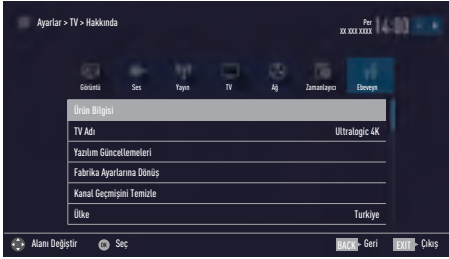 Ayarlar > TV > Hakkında
Per
xx xxx xxxx
Görüntü Ses Yayın TV Ağ Zamanlayıcı Ebeveyn
Ürün Bilgisi
TV Adı Ultralogic 4K
Yazılım Güncellemeleri
Fabrika Ayarlarına Dönüş
Kanal Geçmişini Temizle
Ülke Turkiye
Alanı Değiştir OK Seç BACK Geri EXIT Çıkış